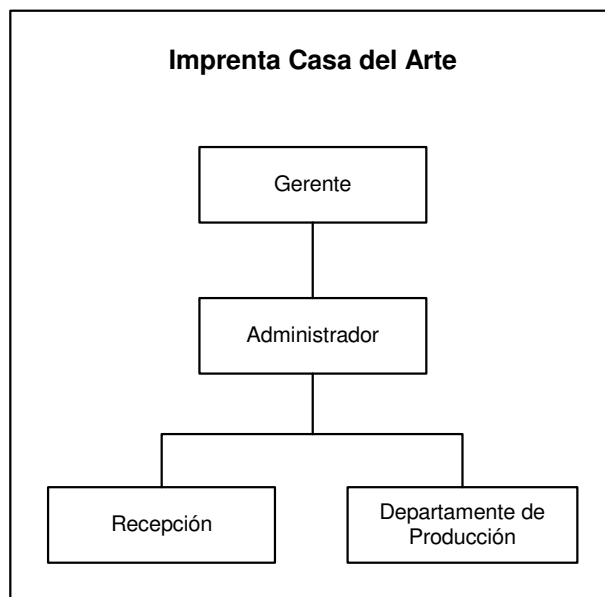 Imprenta Casa del Arte
Gerente
Administrador
Recepción
Departamente de
Producción